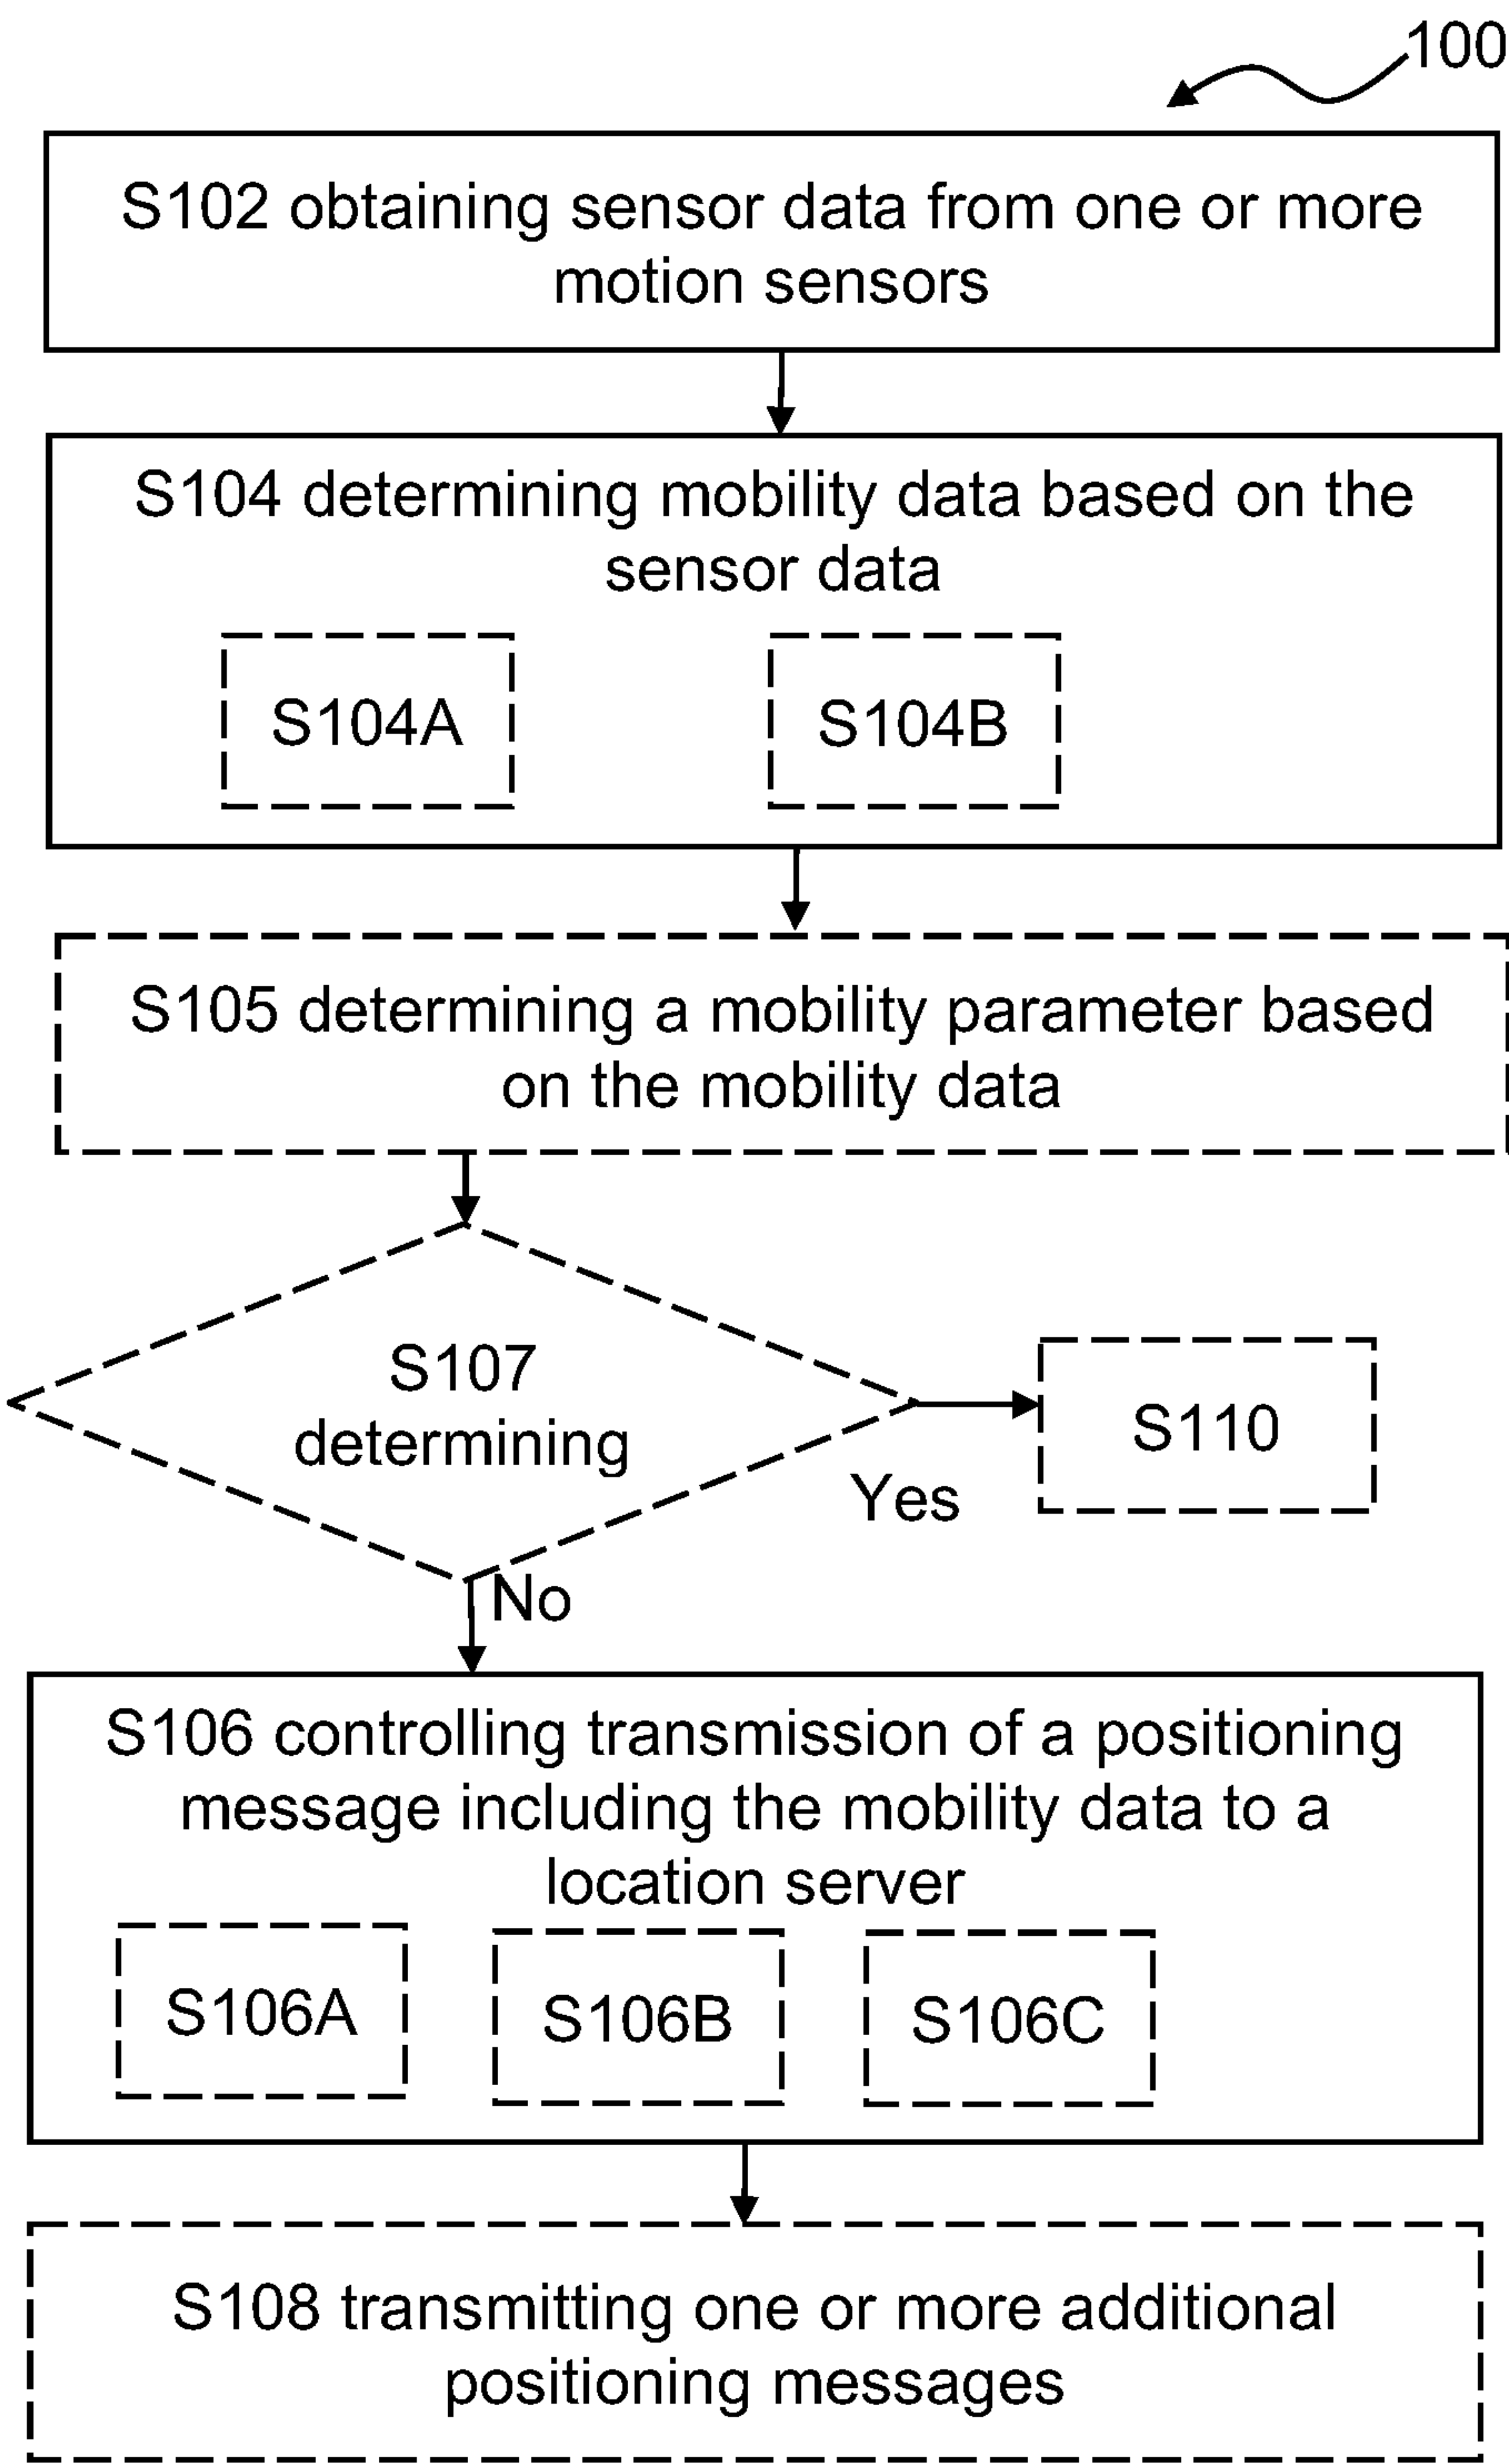 100
S102 obtaining sensor data from one or more
motion sensors
S104 determining mobility data based on the
sensor data
S104A
S104B
S105 determining a mobility parameter based
on the mobility data
S107
determining
S110
Yes
No
S106 controlling transmission of a positioning
message including the mobility data to a
location server
S106A
S106B
S106C
S108 transmitting one or more additional
positioning messages